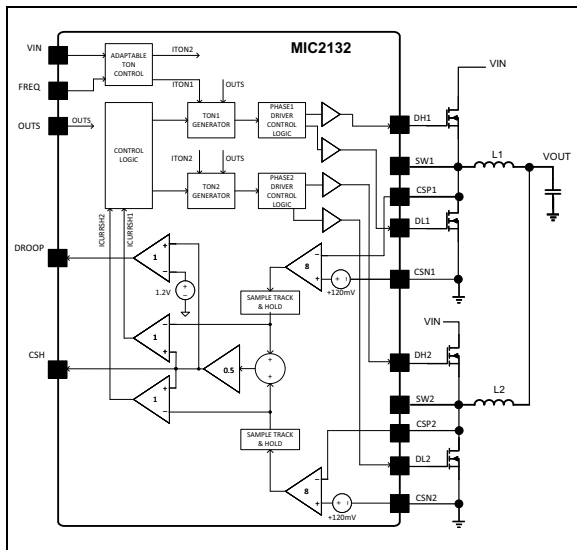 MIC2132
VIN
FREQ
OUTS
DROOP
CSH
ADAPTABLE
TON
CONTROL
ITON2
ITON1
OUTS
OUTS
CONTROL
LOGIC
TON1
GENERATOR
PHASE1
DRIVER
CONTROL
LOGIC
ITON2
OUTS
TON2
GENERATOR
PHASE2
DRIVER
CONTROL
LOGIC
ICURRSH2
ICURRSH1
1
+
−
1.2V
+
−
8
−
+
+120mV
+
−
SAMPLE TRACK
& HOLD
1
−
+
0.5
+
+
1
+
−
SAMPLE TRACK
& HOLD
8
−
+
+120mV
+
−
DH1
SW1
CSP1
DL1
CSN1
DH2
SW2
CSP2
DL2
CSN2
VIN
L1
VOUT
VIN
L2